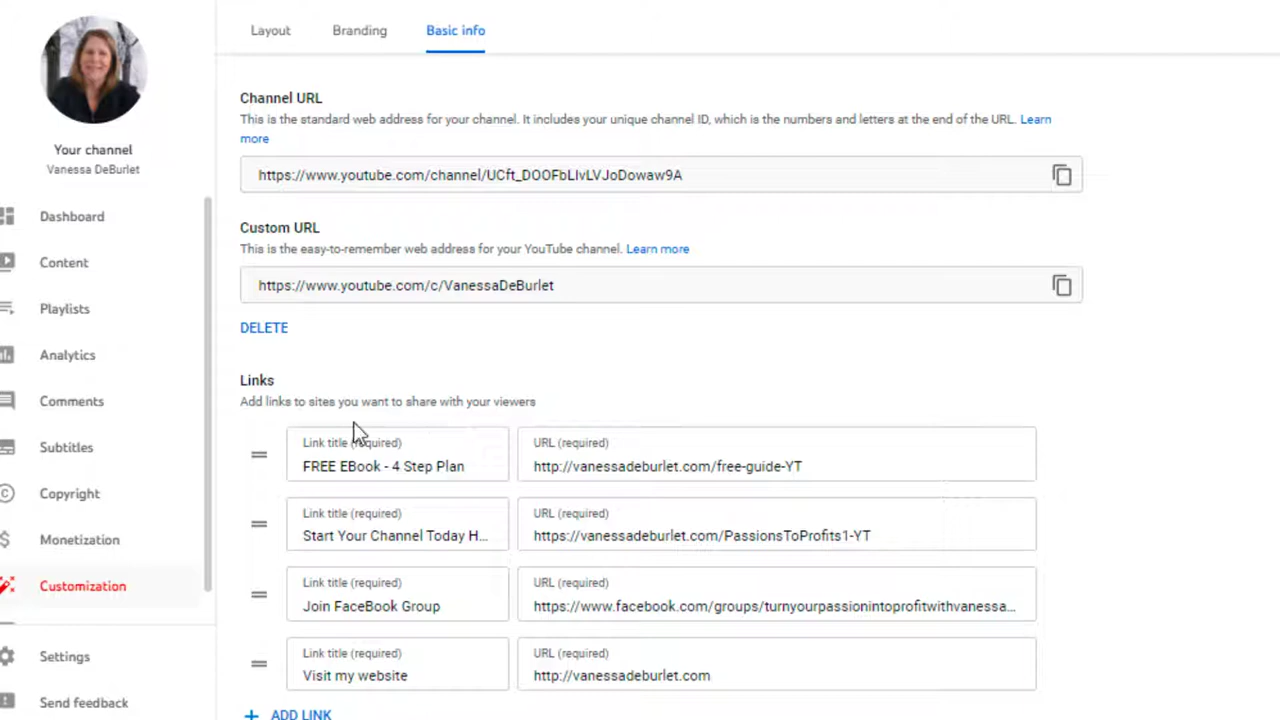 Layout
Branding
Basic info
Your channel
Vanessa DeBurlet
Dashboard
Content
Playlists
Analytics
Comments
Subtitles
Copyright
Monetization
Customization
Settings
Send feedback
Channel URL
This is the standard web address for your channel. It includes your unique channel ID, which is the numbers and letters at the end of the URL. Learn
more
https://www.youtube.com/channel/UCft_DOOFbLIvLVJoDowaw9A
Custom URL
This is the easy-to-remember web address for your YouTube channel. Learn more
https://www.youtube.com/c/VanessaDeBurlet
DELETE
Links
Add links to sites you want to share with your viewers
Link title (required)
FREE EBook - 4 Step Plan
URL (required)
http://vanessadeburlet.com/free-guide-YT
Link title (required)
Start Your Channel Today H...
URL (required)
https://vanessadeburlet.com/PassionsToProfits1-YT
Link title (required)
Join FaceBook Group
URL (required)
https://www.facebook.com/groups/turnyourpassionintoprofitwithvanessa...
Link title (required)
Visit my website
URL (required)
http://vanessadeburlet.com
+ ADD LINK